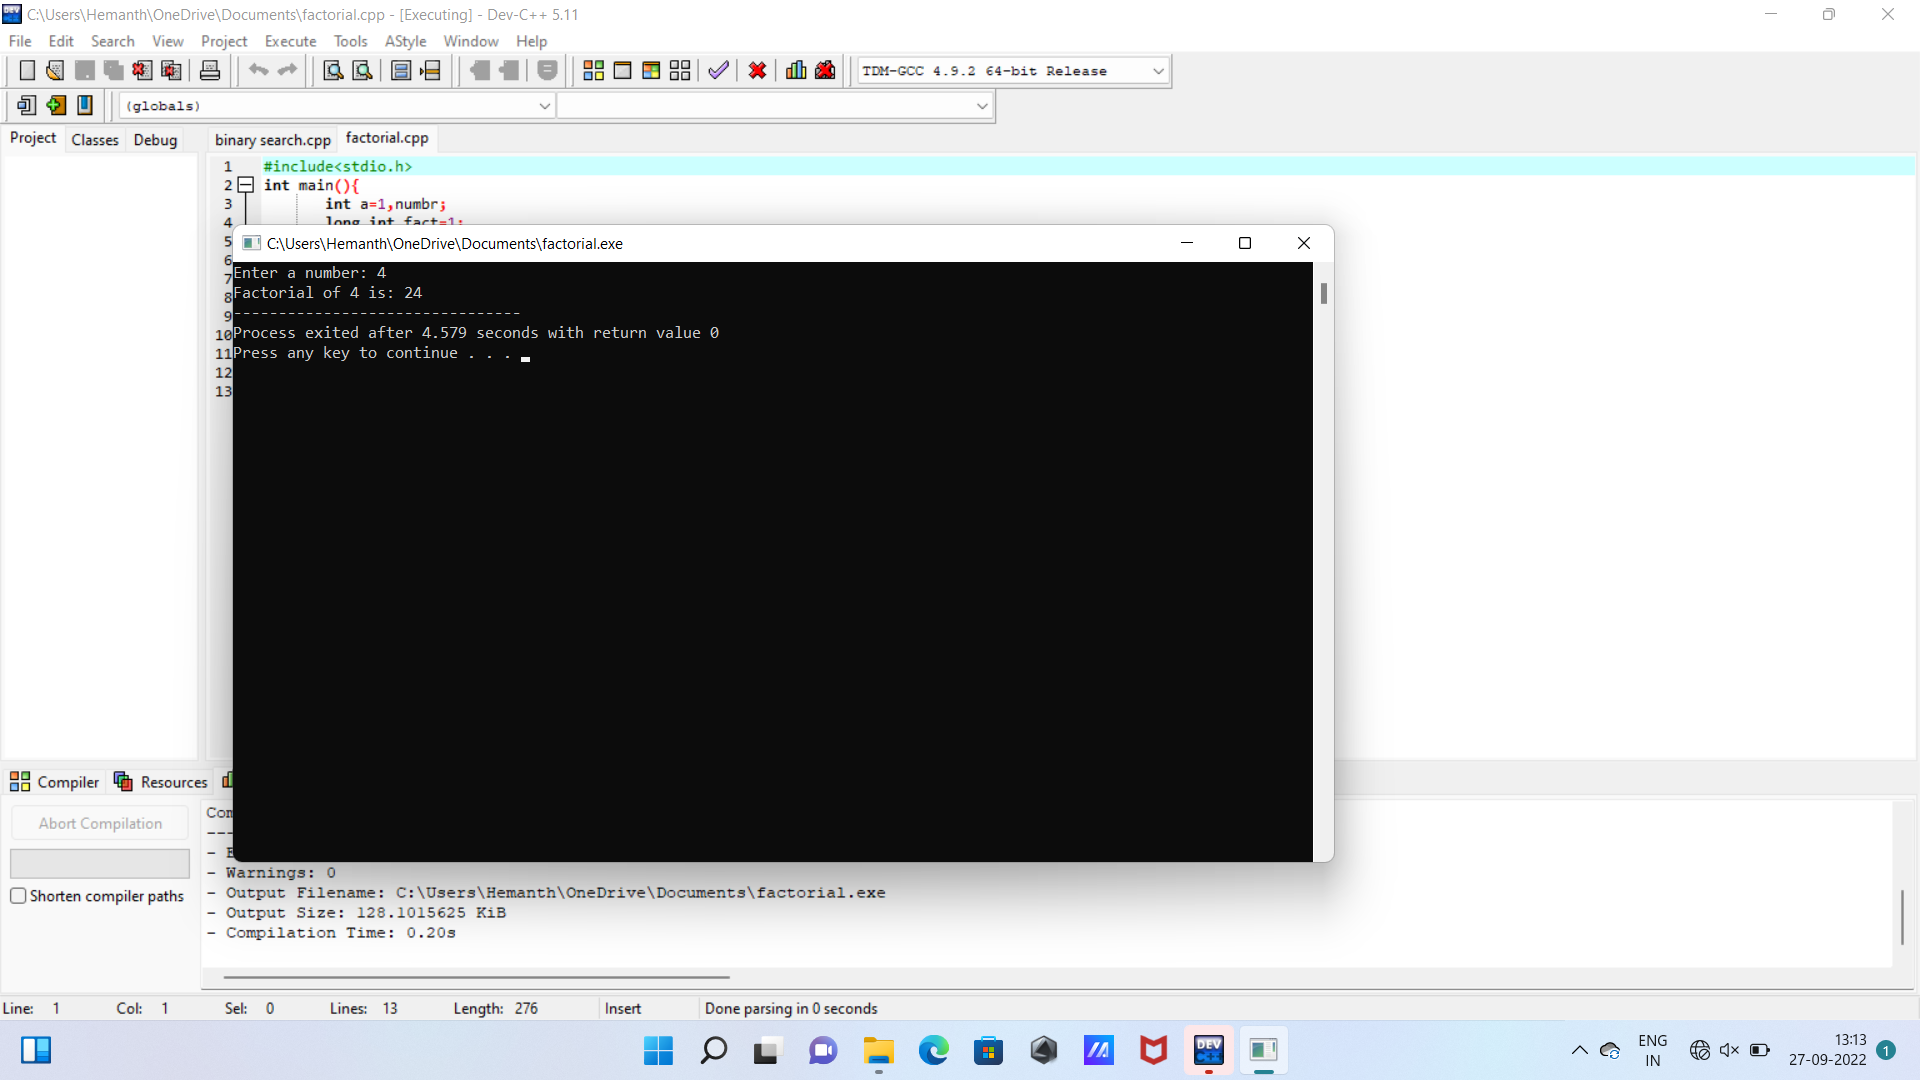 C:\Users\Hemanth\OneDrive\Documents\factorial.cpp - [Executing] - Dev-C++ 5.11
File Edit Search View Project Execute Tools AStyle Window Help
TDM-GCC 4.9.2 64-bit Release
(globals)
Project Classes Debug binary search.cpp factorial.cpp
1 #include<stdio.h>
2 int main(){
3 int a=1,numbr;
4 long int fact=1;
5
6
7
8
9
10
11
12
13
C:\Users\Hemanth\OneDrive\Documents\factorial.exe
Enter a number: 4
Factorial of 4 is: 24
--------------------------------
Process exited after 4.579 seconds with return value 0
Press any key to continue . . .
Compiler Resources
Abort Compilation
Shorten compiler paths
- Warnings: 0
- Output Filename: C:\Users\Hemanth\OneDrive\Documents\factorial.exe
- Output Size: 128.1015625 KiB
- Compilation Time: 0.20s
Line: 1 Col: 1 Sel: 0 Lines: 13 Length: 276 Insert Done parsing in 0 seconds
DEV
C++
ENG
IN
13:13
27-09-2022
1